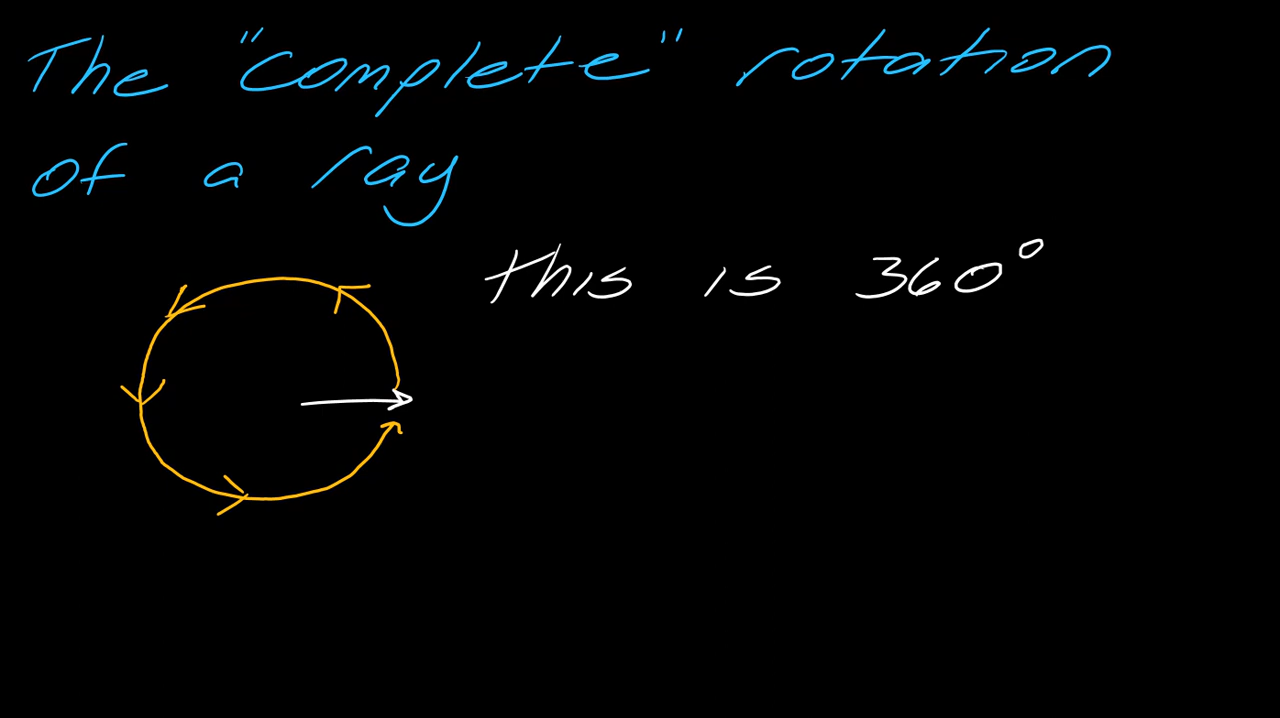 The "complete" rotation
of a ray
this is 360°